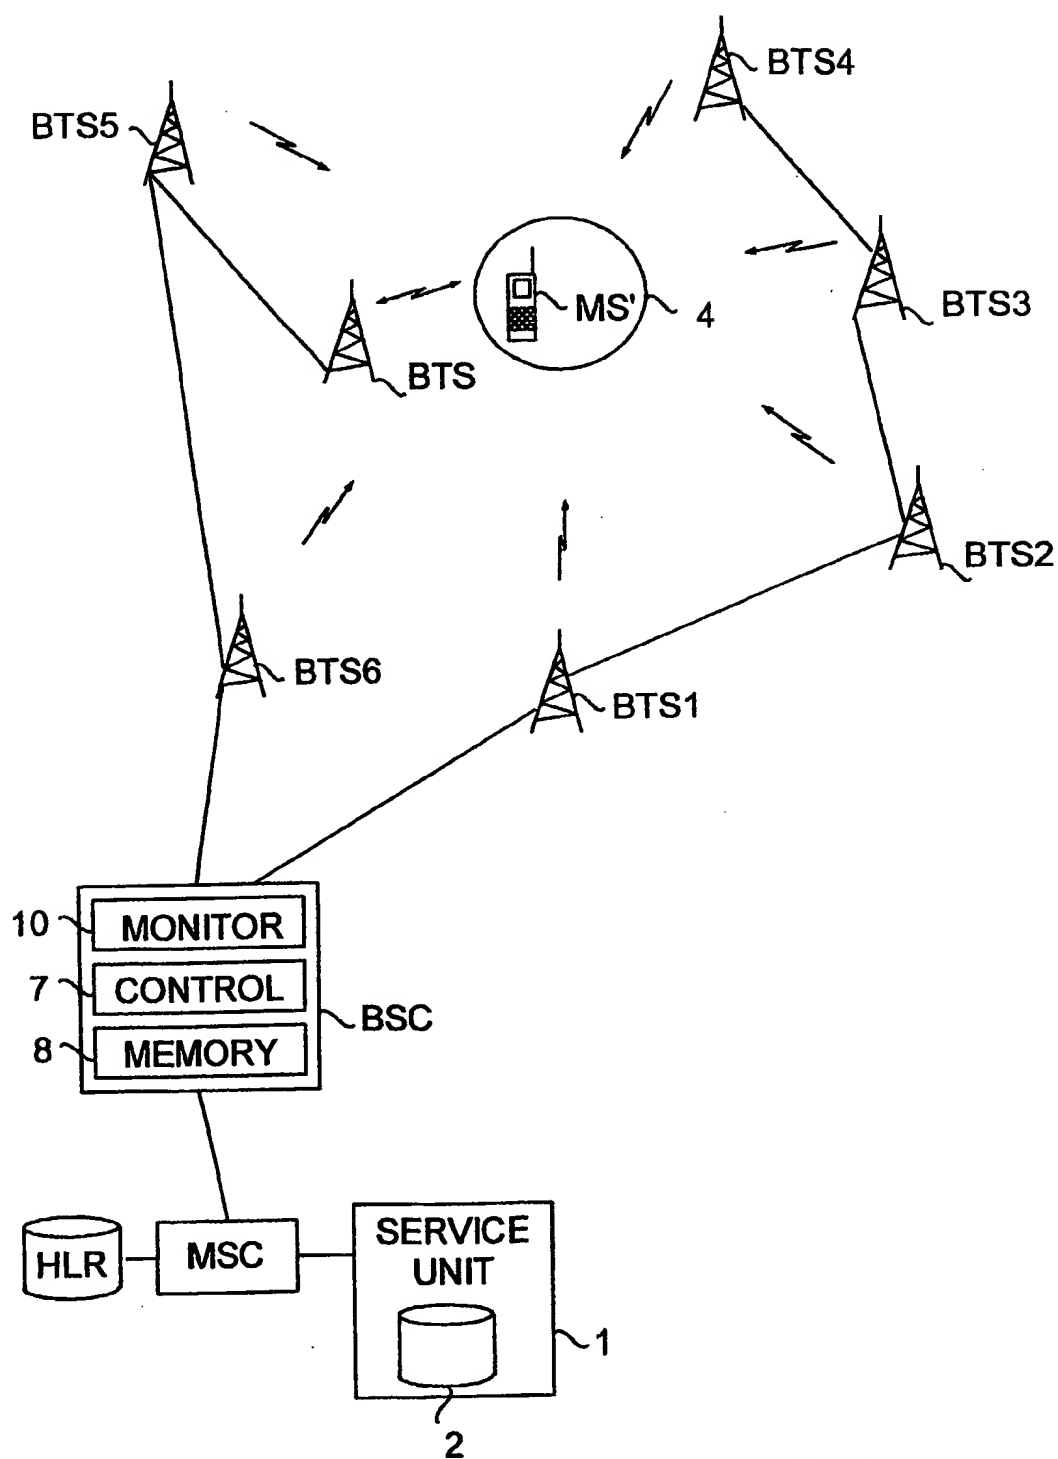 BTS4
BTS5
MS'
4
BTS3
BTS
BTS2
BTS6
BTS1
10
MONITOR
7
CONTROL
BSC
8
MEMORY
HLR
MSC
SERVICE
UNIT
1
2